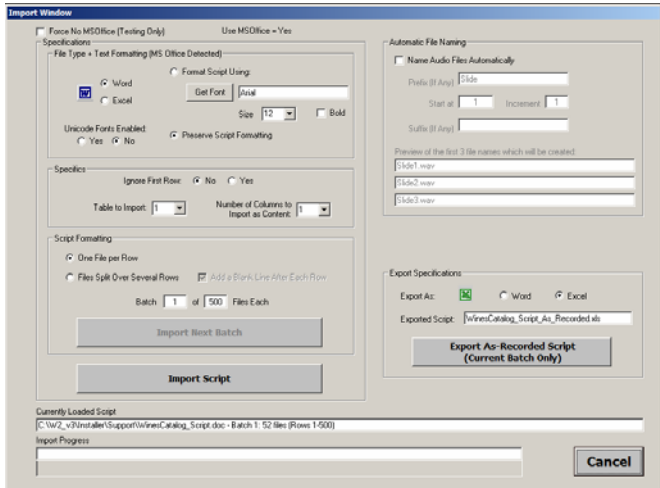 Import Window
Force No MSOffice (Testing Only)
Use MSOffice = Yes
Specifications
File Type + Text Formatting (MS Office Detected)
Word
Excel
Format Script Using:
Get Font
Arial
Size
12
Bold
Unicode Fonts Enabled:
Yes
No
Preserve Script Formatting
Specifics
Ignore First Row:
No
Yes
Table to Import:
1
Number of Columns to
Import as Content:
1
Script Formatting
One File per Row
Files Split Over Several Rows
Add a Blank Line After Each Row
Batch
1
of
500
Files Each
Import Next Batch
Import Script
Automatic File Naming
Name Audio Files Automatically
Prefix (If Any)
Slide
Start at
1
Increment
1
Suffix (If Any)
Preview of the first 3 file names which will be created:
Slide1.wav
Slide2.wav
Slide3.wav
Export Specifications
Export As:
Word
Excel
Exported Script:
WinesCatalog_Script_As_Recorded.xls
Export As-Recorded Script
(Current Batch Only)
Currently Loaded Script
C:\W2_v3\Installer\Support\WinesCatalog_Script.doc - Batch 1: 52 files (Rows 1-500)
Import Progress
Cancel